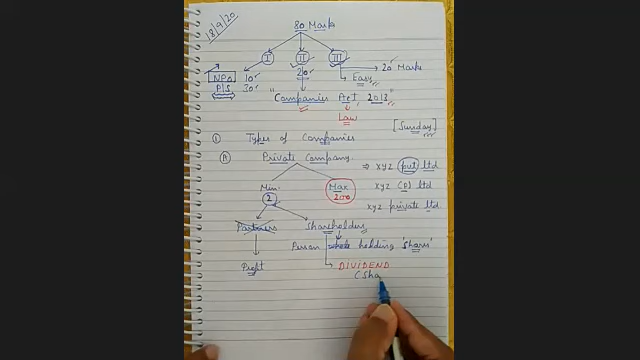 18/9/20
80 Marks
I II III
20 Marks
NPO 10
20
Easy
P/S 30
"Companies Act 2013"
Law
[Sunday]
① Types of Companies
Ⓐ Private Company
⇒ xyz pvt ltd
Min. Max
xyz (P) ltd
2 200
xyz private ltd
Partners Shareholders
Person holding 'Shares'
Profit
DIVIDEND
(Sha